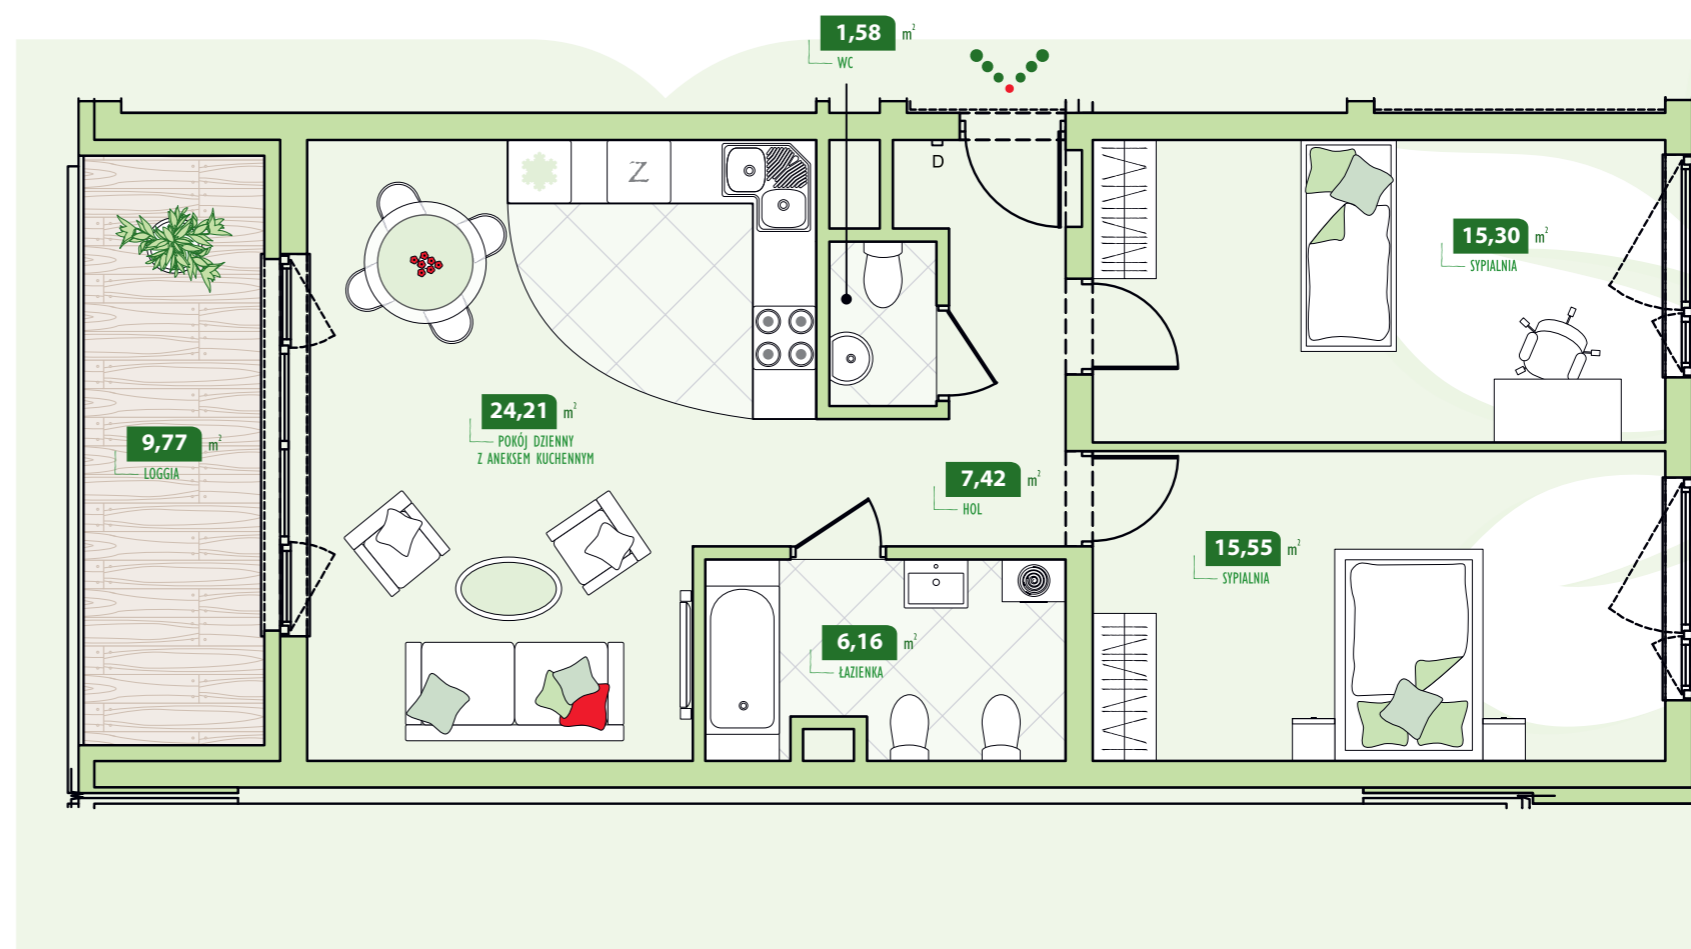 1,58 m²
WC
D
Z
15,30 m²
SYPIALNIA
24,21 m²
POKÓJ DZIENNY
Z ANEKSEM KUCHENNYM
9,77 m²
LOGGIA
7,42 m²
HOL
15,55 m²
SYPIALNIA
6,16 m²
ŁAZIENKA